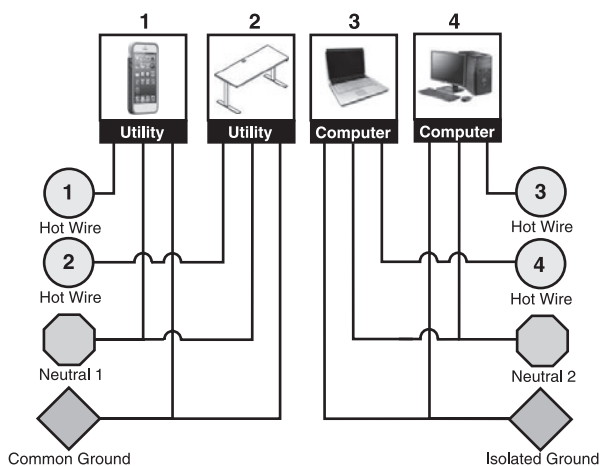 1 2 3 4
Utility Utility Computer Computer
1 3
Hot Wire Hot Wire
2 4
Hot Wire Hot Wire
Neutral 1 Neutral 2
Common Ground Isolated Ground